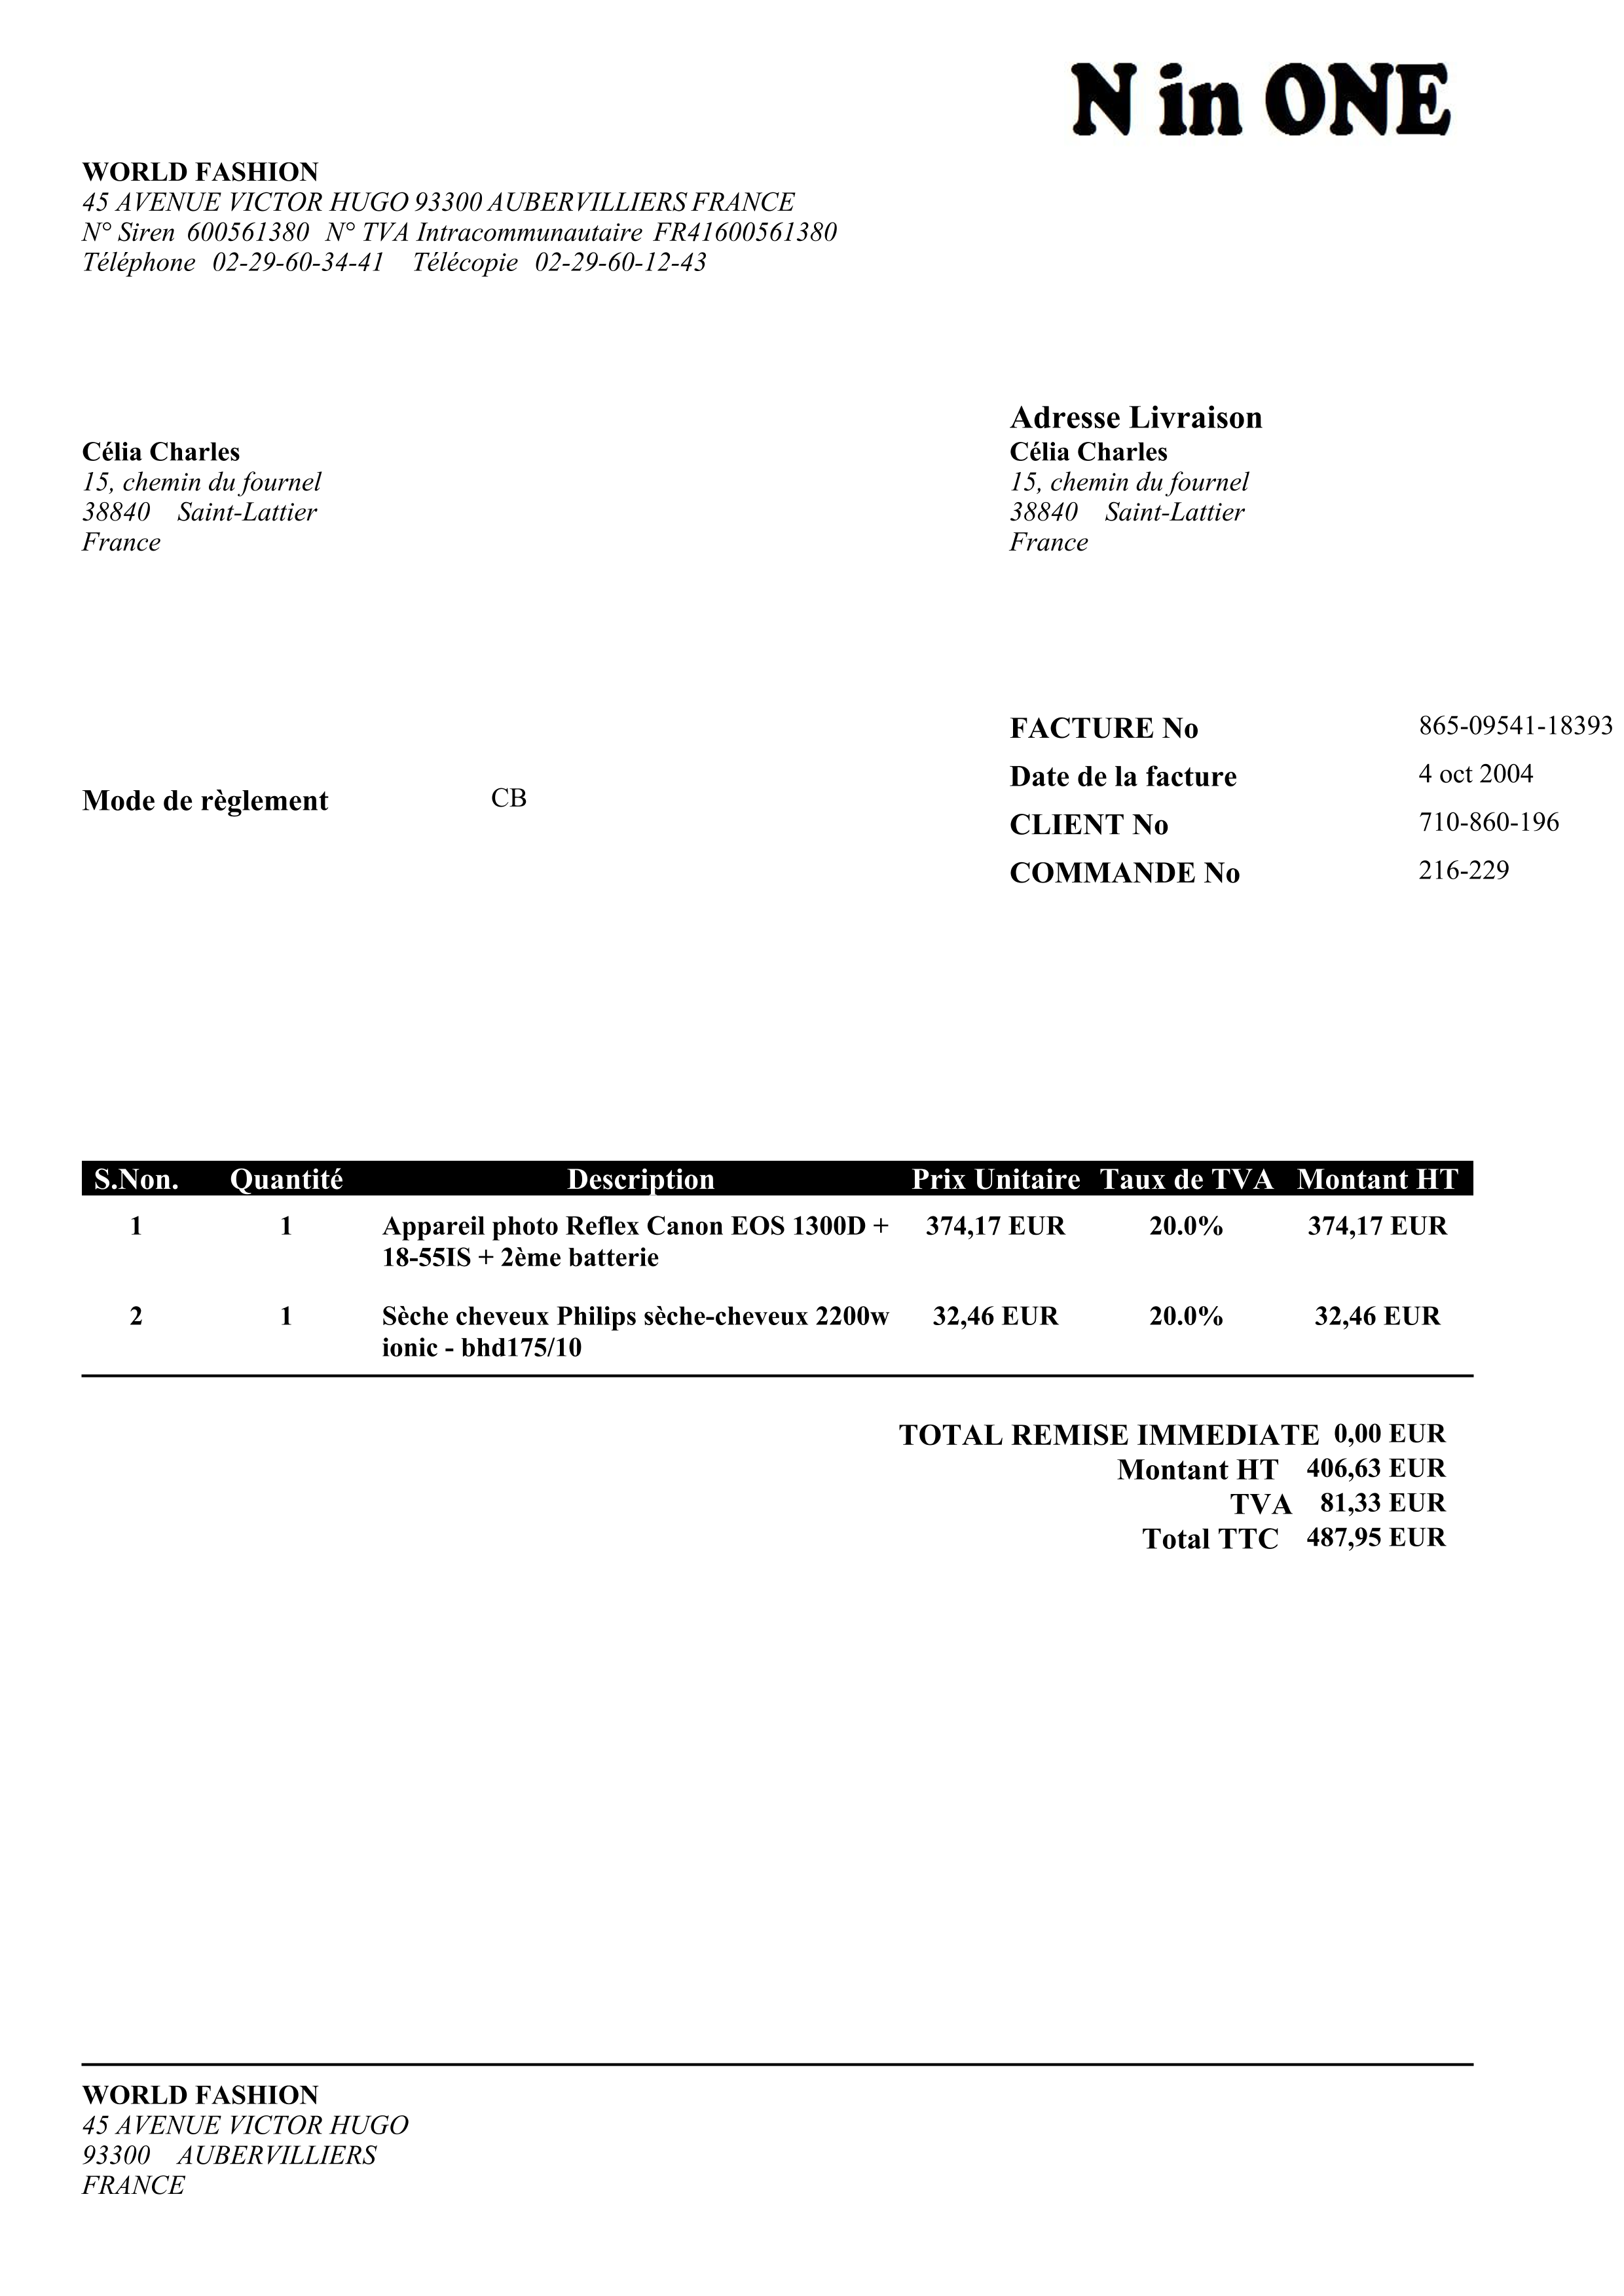 N in ONE
WORLD FASHION
45 AVENUE VICTOR HUGO 93300 AUBERVILLIERS FRANCE
N° Siren 600561380 N° TVA Intracommunautaire FR41600561380
Téléphone 02-29-60-34-41 Télécopie 02-29-60-12-43
Célia Charles
15, chemin du fournel
38840 Saint-Lattier
France
Adresse Livraison
Célia Charles
15, chemin du fournel
38840 Saint-Lattier
France
Mode de règlement CB
FACTURE No 865-09541-18393
Date de la facture 4 oct 2004
CLIENT No 710-860-196
COMMANDE No 216-229
S.Non. Quantité Description Prix Unitaire Taux de TVA Montant HT
1 1 Appareil photo Reflex Canon EOS 1300D + 374,17 EUR 20.0% 374,17 EUR
18-55IS + 2ème batterie
2 1 Sèche cheveux Philips sèche-cheveux 2200w 32,46 EUR 20.0% 32,46 EUR
ionic - bhd175/10
TOTAL REMISE IMMEDIATE 0,00 EUR
Montant HT 406,63 EUR
TVA 81,33 EUR
Total TTC 487,95 EUR
WORLD FASHION
45 AVENUE VICTOR HUGO
93300 AUBERVILLIERS
FRANCE